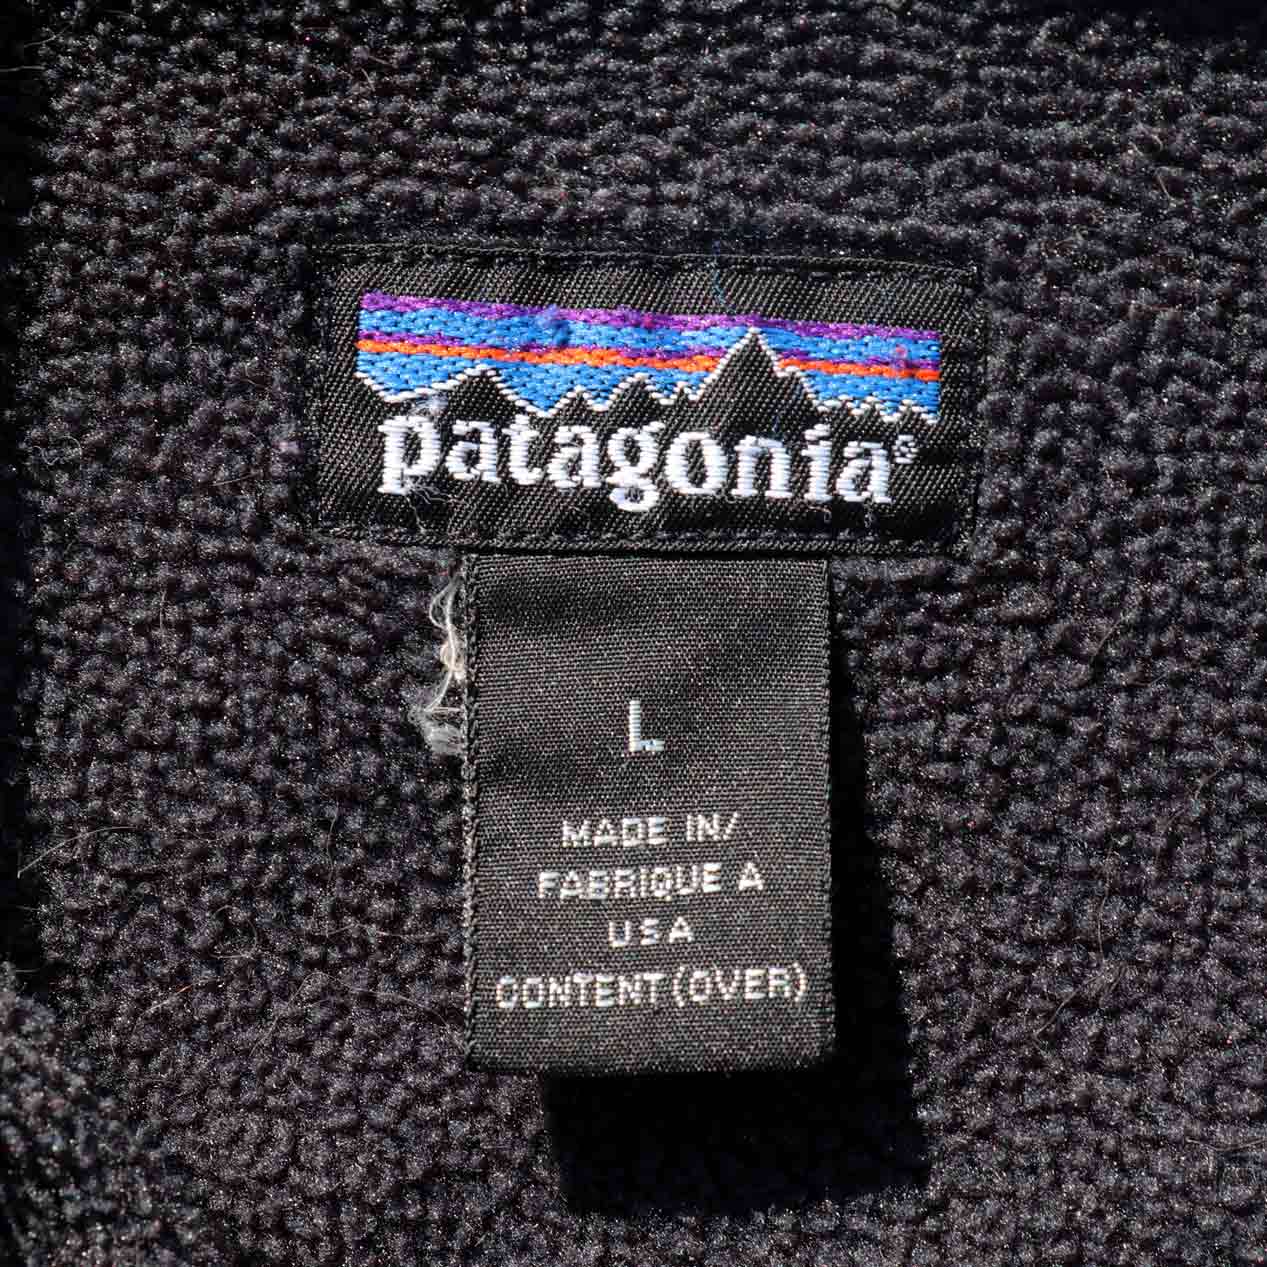 patagonia®
L
MADE IN/
FABRIQUE A
USA
CONTENT (OVER)